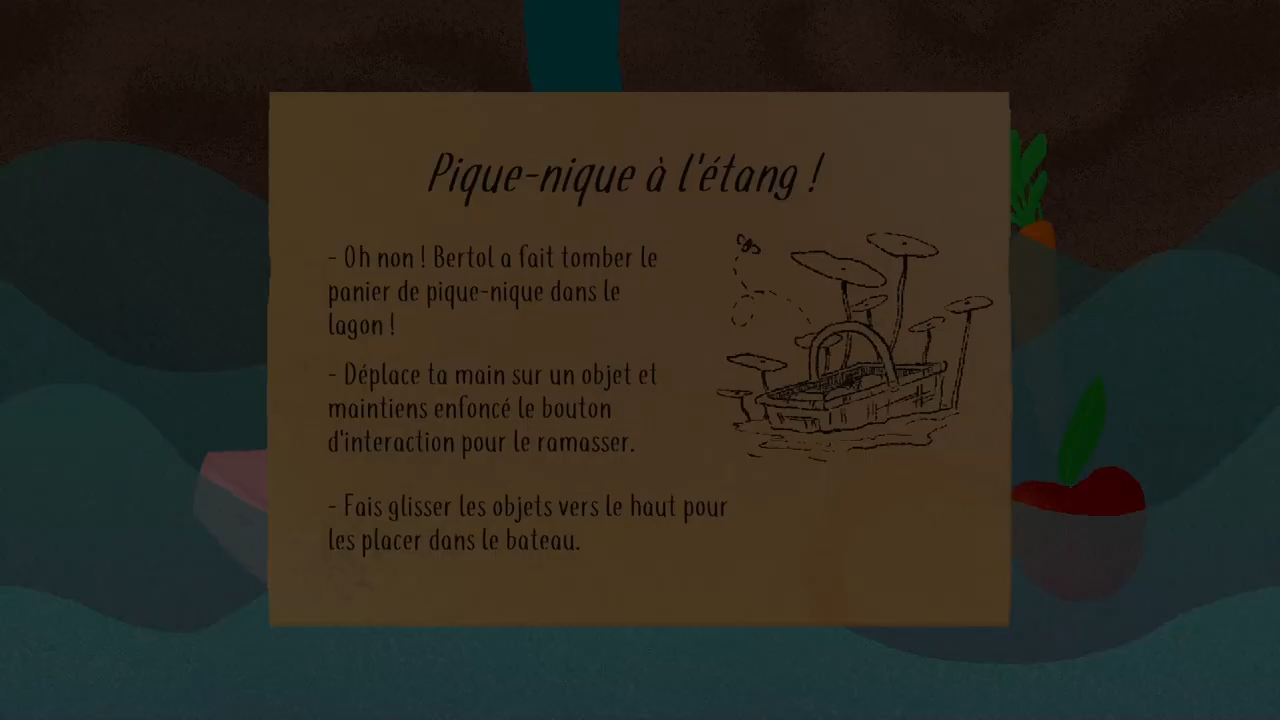 Pique-nique à l'étang !
- Oh non ! Bertol a fait tomber le
panier de pique-nique dans le
lagon !
- Déplace ta main sur un objet et
maintiens enfoncé le bouton
d'interaction pour le ramasser.
- Fais glisser les objets vers le haut pour
les placer dans le bateau.